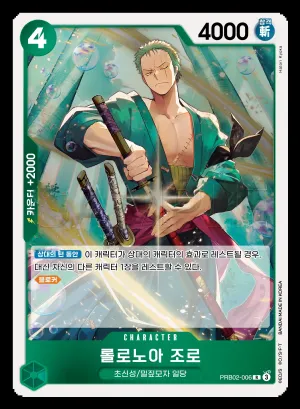 4
4000
참격
斬
카운터 +2000
상대의 턴 동안 이 캐릭터가 상대의 캐릭터의 효과로 레스트될 경우,
대신 자신의 다른 캐릭터 1장을 레스트할 수 있다.
블로커
CHARACTER
롤로노아 조로
초신성/밀짚모자 일당
PRB02-006 R 3
BANDAI MADE IN KOREA